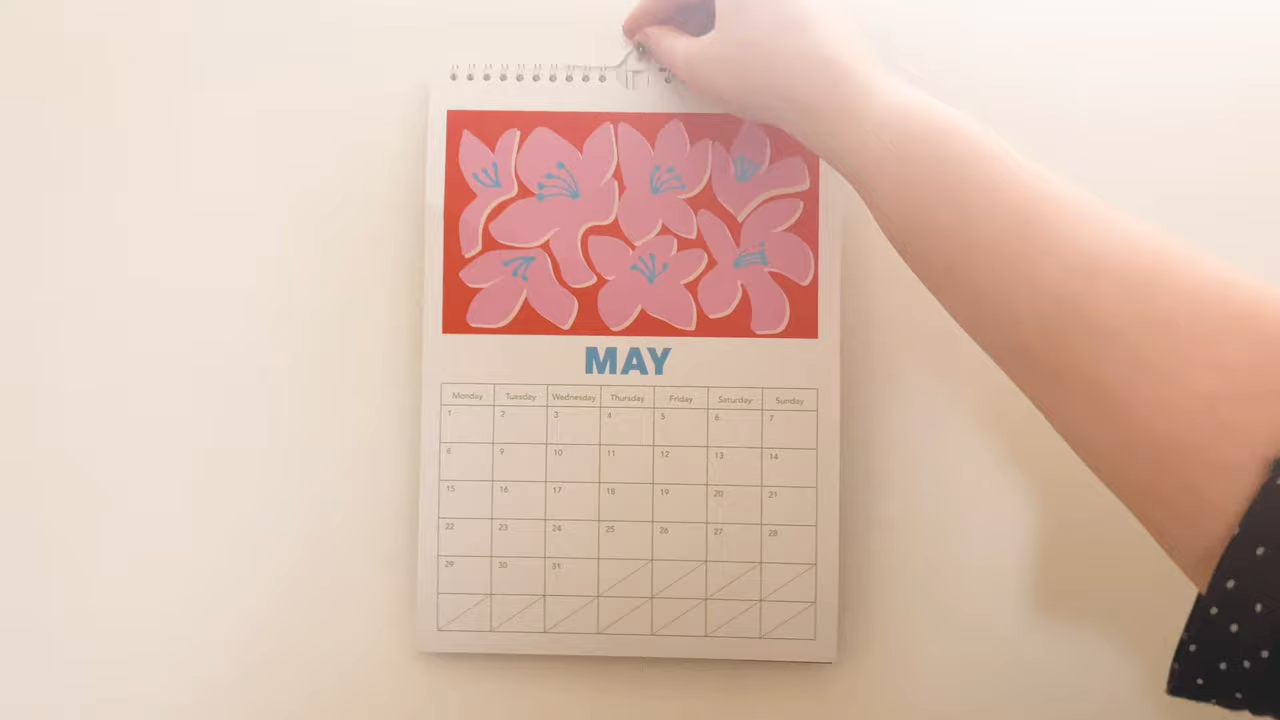 MAY
Monday Tuesday Wednesday Thursday Friday Saturday Sunday
1 2 3 4 5 6 7
8 9 10 11 12 13 14
15 16 17 18 19 20 21
22 23 24 25 26 27 28
29 30 31